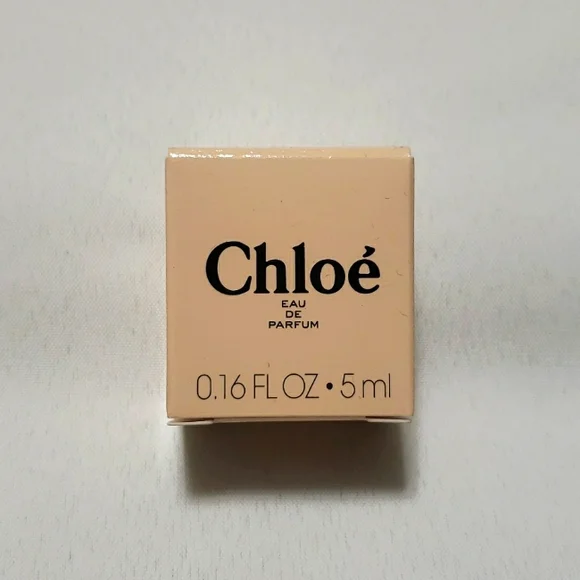 Chloé
EAU
DE
PARFUM
0.16 FL OZ • 5 ml